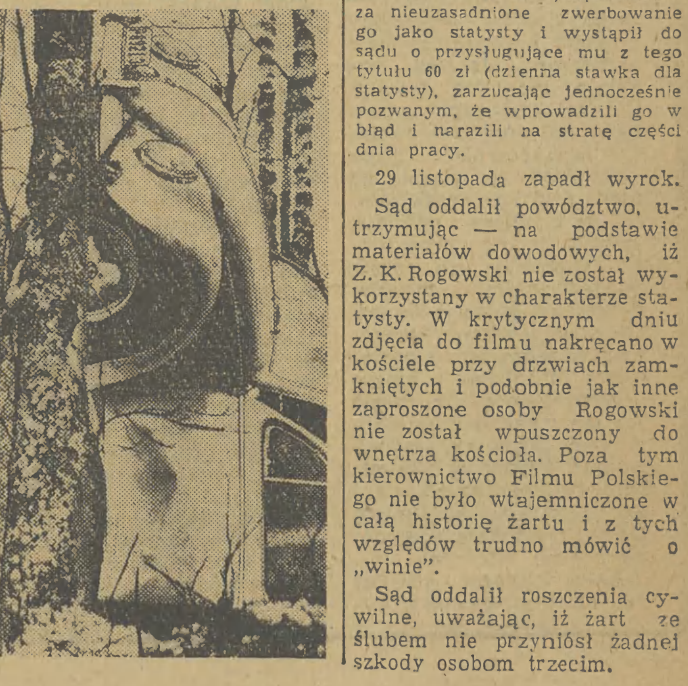 za nieuzasadnione zwerbowanie
go jako statysty i wystąpił do
sądu o przysługujące mu z tego
tytułu 60 zł (dzienna stawka dla
statysty), zarzucając jednocześnie
pozwanym, że wprowadzili go w
błąd i narazili na stratę części
dnia pracy.
29 listopada zapadł wyrok.
Sąd oddalił powództwo, u-
trzymując — na podstawie
materiałów dowodowych, iż
Z. K. Rogowski nie został wy-
korzystany w charakterze sta-
tysty. W krytycznym dniu
zdjęcia do filmu nakręcano w
kościele przy drzwiach zam-
kniętych i podobnie jak inne
zaproszone osoby Rogowski
nie został wpuszczony do
wnętrza kościoła. Poza tym
kierownictwo Filmu Polskie-
go nie było wtajemniczone w
całą historię żartu i z tych
względów trudno mówić o
„winie”.
Sąd oddalił roszczenia cy-
wilne, uważając, iż żart ze
ślubem nie przyniósł żadnej
szkody osobom trzecim.